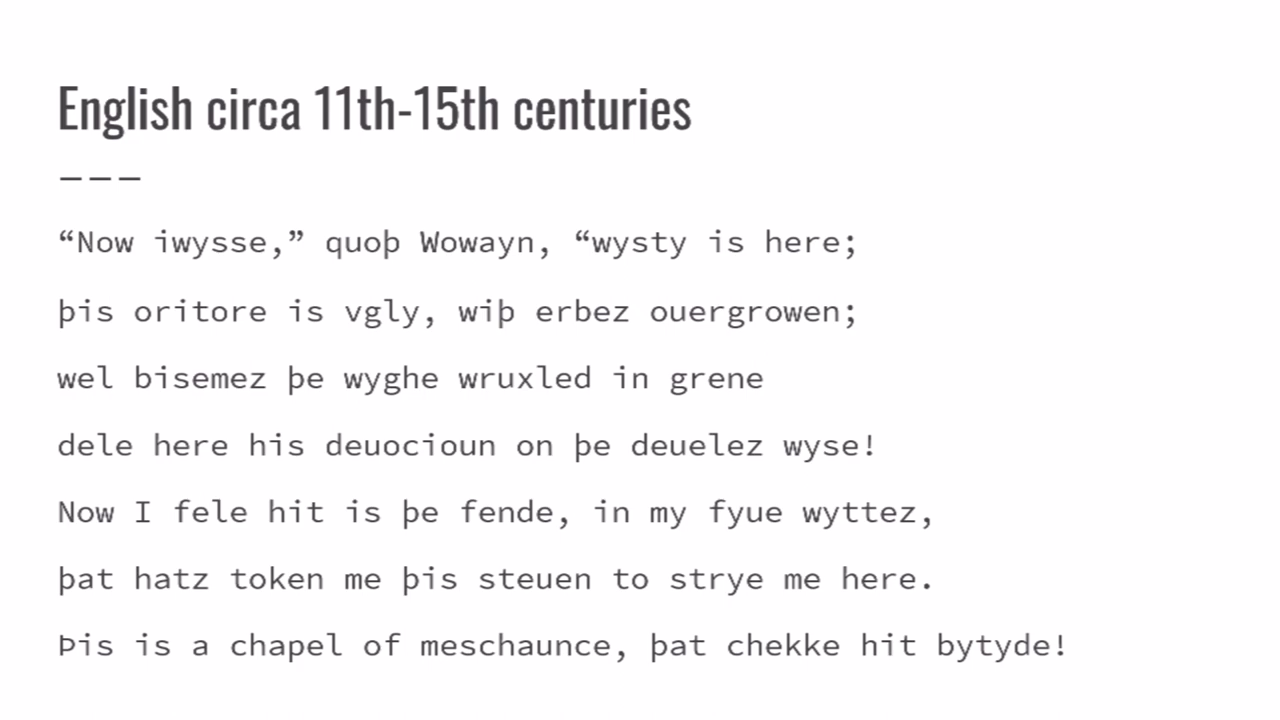 English circa 11th-15th centuries
“Now iwysse,” quoþ Wowayn, “wysty is here;
þis oritore is vgly, wiþ erbez ouergrowen;
wel bisemez þe wyghe wruxled in grene
dele here his deuocioun on þe deuelez wyse!
Now I fele hit is þe fende, in my fyue wyttez,
þat hatz token me þis steuen to strye me here.
Þis is a chapel of meschaunce, þat chekke hit bytyde!